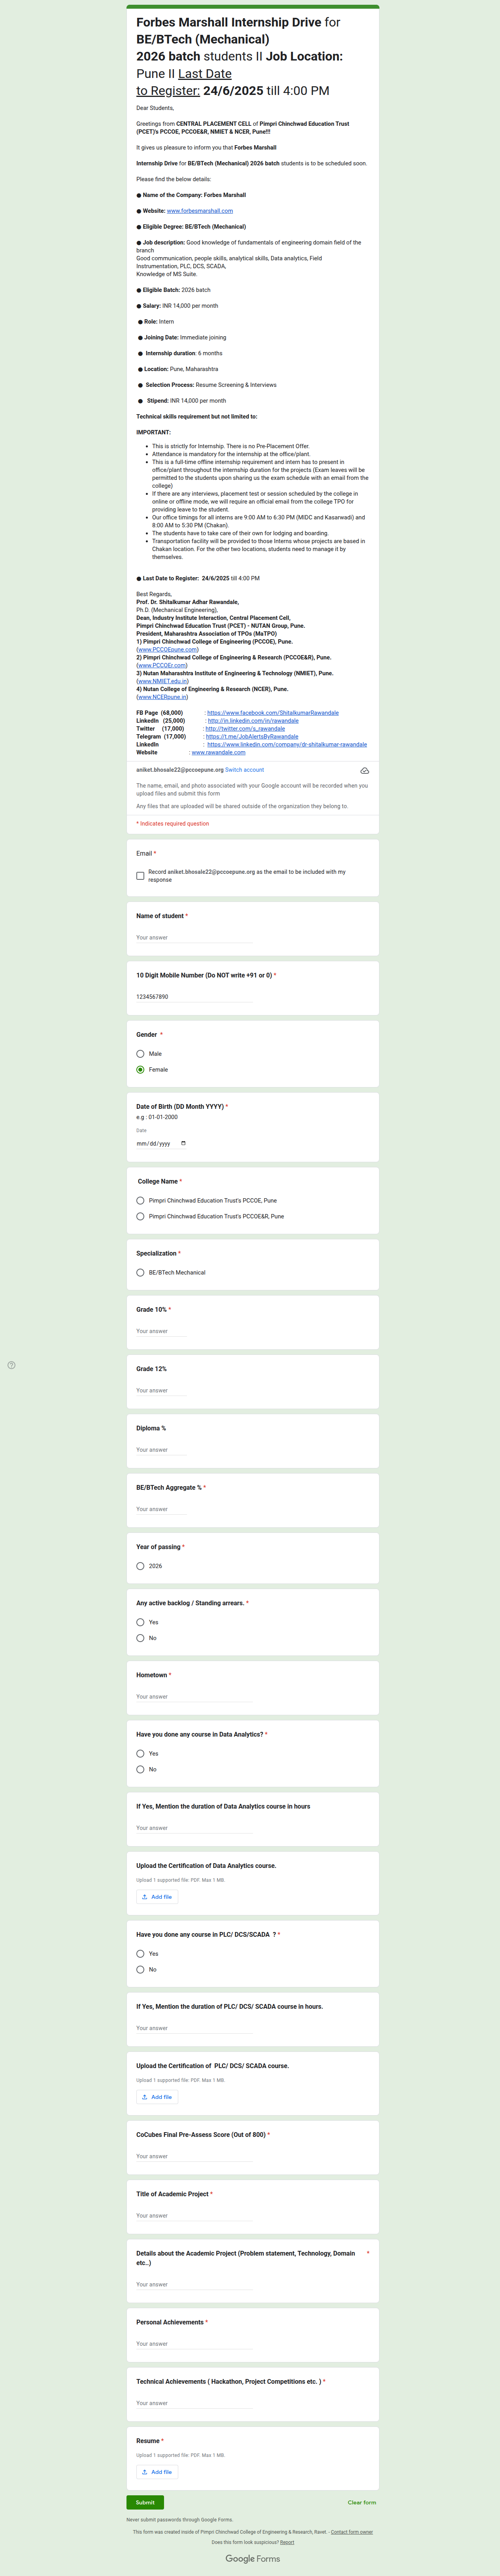 Forbes Marshall Internship Drive for
BE/BTech (Mechanical)
2026 batch students II Job Location:
Pune II Last Date
to Register: 24/6/2025 till 4:00 PM
Dear Students,
Greetings from CENTRAL PLACEMENT CELL of Pimpri Chinchwad Education Trust
(PCET)'s PCCOE, PCCOE&R, NMIET & NCER, Pune!!!
It gives us pleasure to inform you that Forbes Marshall
Internship Drive for BE/BTech (Mechanical) 2026 batch students is to be scheduled soon.
Please find the below details:
● Name of the Company: Forbes Marshall
● Website: www.forbesmarshall.com
● Eligible Degree: BE/BTech (Mechanical)
● Job description: Good knowledge of fundamentals of engineering domain field of the
branch
Good communication, people skills, analytical skills, Data analytics, Field
Instrumentation, PLC, DCS, SCADA,
Knowledge of MS Suite.
● Eligible Batch: 2026 batch
● Salary: INR 14,000 per month
● Role: Intern
● Joining Date: Immediate joining
● Internship duration: 6 months
● Location: Pune, Maharashtra
● Selection Process: Resume Screening & Interviews
● Stipend: INR 14,000 per month
Technical skills requirement but not limited to:
IMPORTANT:
• This is strictly for Internship. There is no Pre-Placement Offer.
• Attendance is mandatory for the internship at the office/plant.
• This is a full-time offline internship requirement and intern has to present in
office/plant throughout the internship duration for the projects (Exam leaves will be
permitted to the students upon sharing us the exam schedule with an email from the
college)
• If there are any interviews, placement test or session scheduled by the college in
online or offline mode, we will require an official email from the college TPO for
providing leave to the student.
• Our office timings for all interns are 9:00 AM to 6:30 PM (MIDC and Kasarwadi) and
8:00 AM to 5:30 PM (Chakan).
• The students have to take care of their own for lodging and boarding.
• Transportation facility will be provided to those Interns whose projects are based in
Chakan location. For the other two locations, students need to manage it by
themselves.
● Last Date to Register: 24/6/2025 till 4:00 PM
Best Regards,
Prof. Dr. Shitalkumar Adhar Rawandale,
Ph.D. (Mechanical Engineering),
Dean, Industry Institute Interaction, Central Placement Cell,
Pimpri Chinchwad Education Trust (PCET) - NUTAN Group, Pune.
President, Maharashtra Association of TPOs (MaTPO)
1) Pimpri Chinchwad College of Engineering (PCCOE), Pune.
(www.PCCOEpune.com)
2) Pimpri Chinchwad College of Engineering & Research (PCCOE&R), Pune.
(www.PCCOEr.com)
3) Nutan Maharashtra Institute of Engineering & Technology (NMIET), Pune.
(www.NMIET.edu.in)
4) Nutan College of Engineering & Research (NCER), Pune.
(www.NCERpune.in)
FB Page (68,000) : https://www.facebook.com/ShitalkumarRawandale
LinkedIn (25,000) : http://in.linkedin.com/in/rawandale
Twitter (17,000) : http://twitter.com/s_rawandale
Telegram (17,000) : https://t.me/JobAlertsByRawandale
LinkedIn : https://www.linkedin.com/company/dr-shitalkumar-rawandale
Website : www.rawandale.com
aniket.bhosale22@pccoepune.org Switch account
The name, email, and photo associated with your Google account will be recorded when you
upload files and submit this form
Any files that are uploaded will be shared outside of the organization they belong to.
* Indicates required question
Email *
Record aniket.bhosale22@pccoepune.org as the email to be included with my
response
Name of student *
Your answer
10 Digit Mobile Number (Do NOT write +91 or 0) *
1234567890
Gender *
Male
Female
Date of Birth (DD Month YYYY) *
e.g : 01-01-2000
Date
mm/dd/yyyy
College Name *
Pimpri Chinchwad Education Trust's PCCOE, Pune
Pimpri Chinchwad Education Trust's PCCOE&R, Pune
Specialization *
BE/BTech Mechanical
Grade 10% *
Your answer
Grade 12%
Your answer
Diploma %
Your answer
BE/BTech Aggregate % *
Your answer
Year of passing *
2026
Any active backlog / Standing arrears. *
Yes
No
Hometown *
Your answer
Have you done any course in Data Analytics? *
Yes
No
If Yes, Mention the duration of Data Analytics course in hours
Your answer
Upload the Certification of Data Analytics course.
Upload 1 supported file: PDF. Max 1 MB.
Add file
Have you done any course in PLC/ DCS/SCADA ? *
Yes
No
If Yes, Mention the duration of PLC/ DCS/ SCADA course in hours.
Your answer
Upload the Certification of PLC/ DCS/ SCADA course.
Upload 1 supported file: PDF. Max 1 MB.
Add file
CoCubes Final Pre-Assess Score (Out of 800) *
Your answer
Title of Academic Project *
Your answer
Details about the Academic Project (Problem statement, Technology, Domain *
etc..)
Your answer
Personal Achievements *
Your answer
Technical Achievements ( Hackathon, Project Competitions etc. ) *
Your answer
Resume *
Upload 1 supported file: PDF. Max 1 MB.
Add file
Submit Clear form
Never submit passwords through Google Forms.
This form was created inside of Pimpri Chinchwad College of Engineering & Research, Ravet. - Contact form owner
Does this form look suspicious? Report
Google Forms